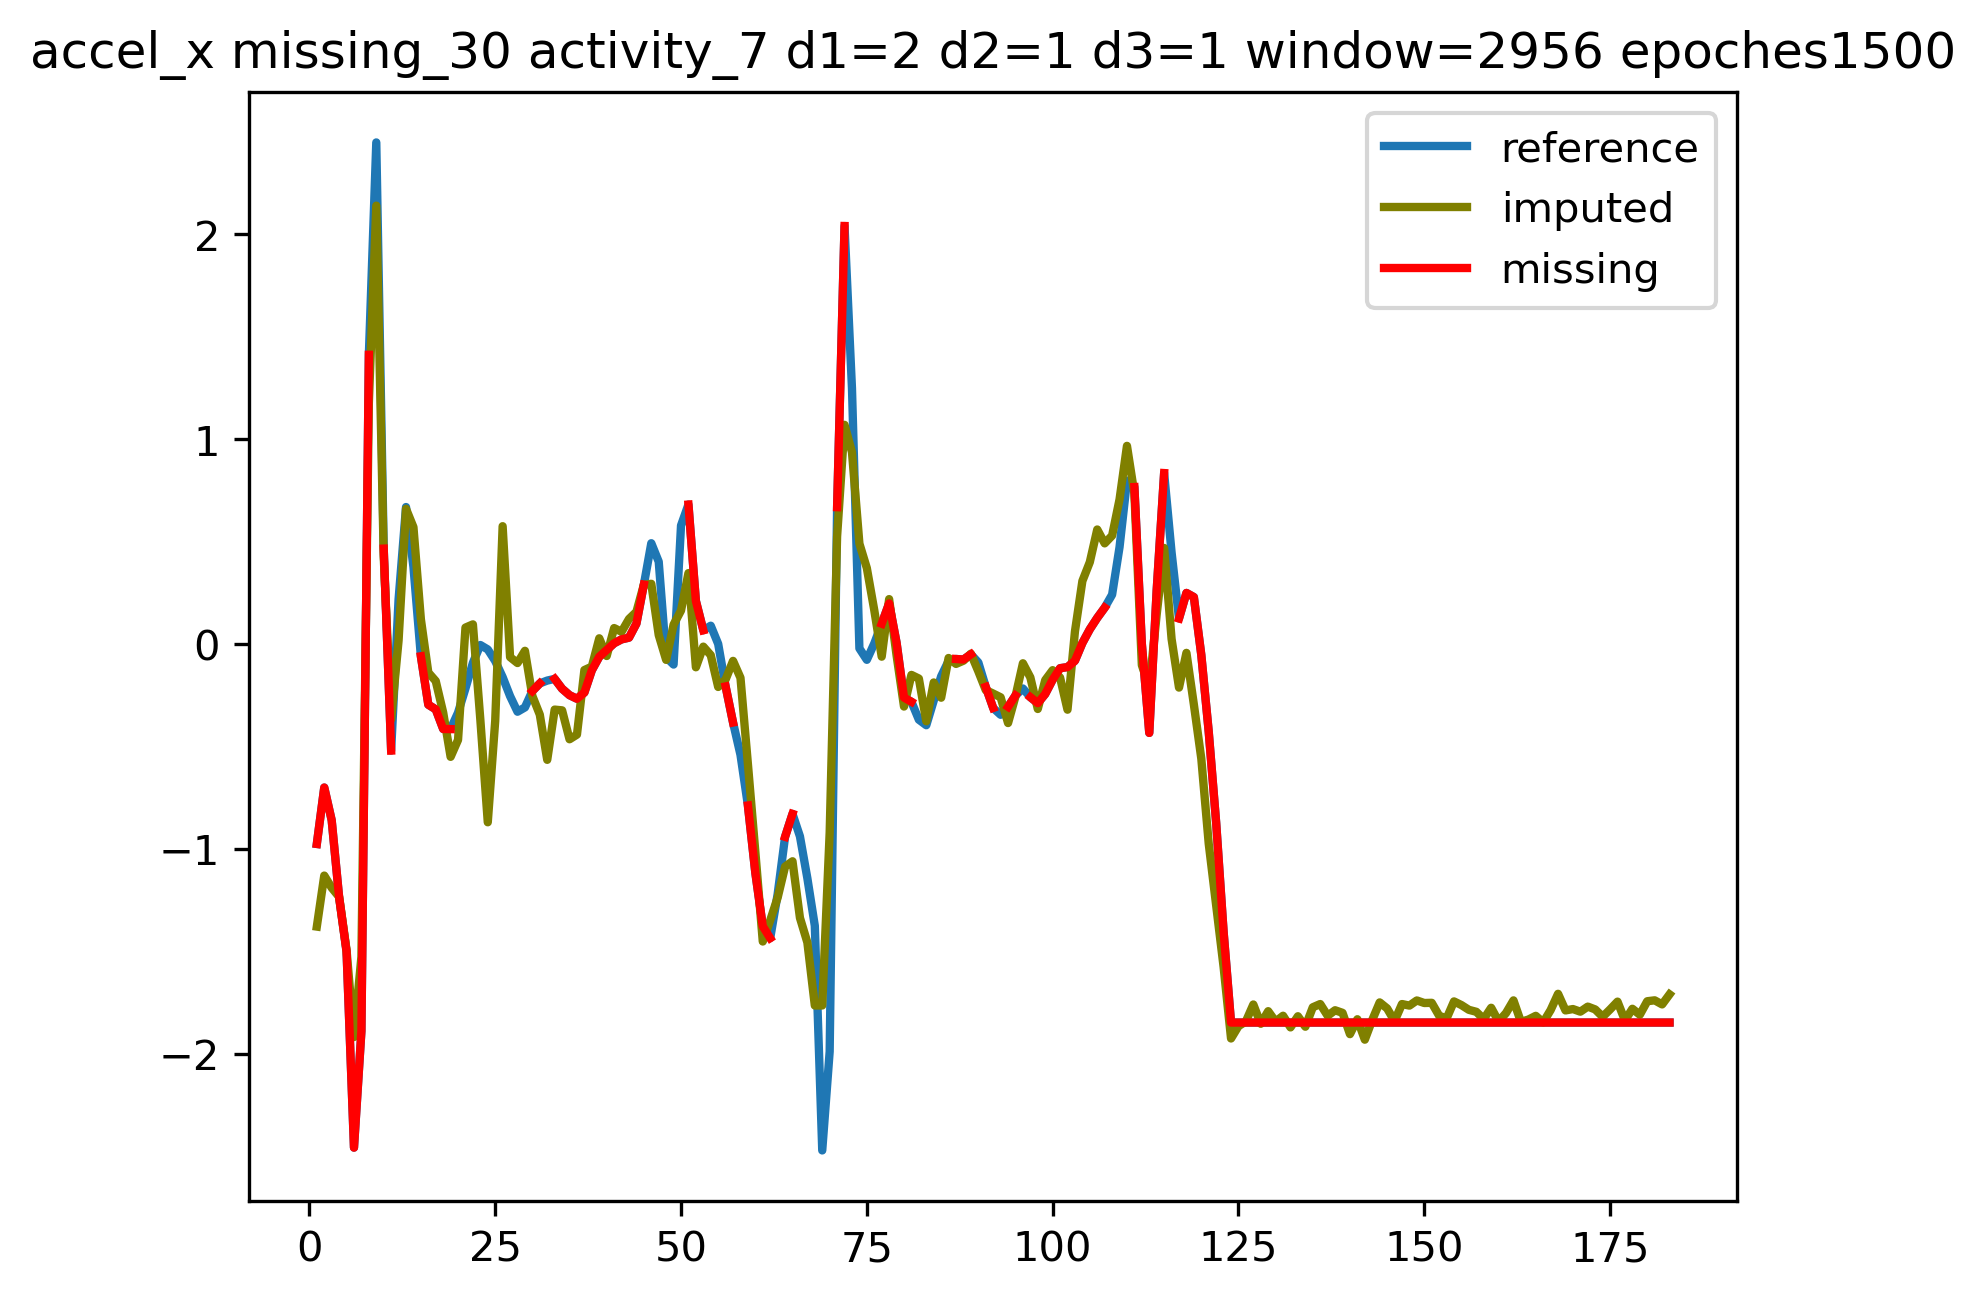 accel_x missing_30 activity_7 d1=2 d2=1 d3=1 window=2956 epoches1500
reference
imputed
missing
2
1
0
−1
−2
0 25 50 75 100 125 150 175